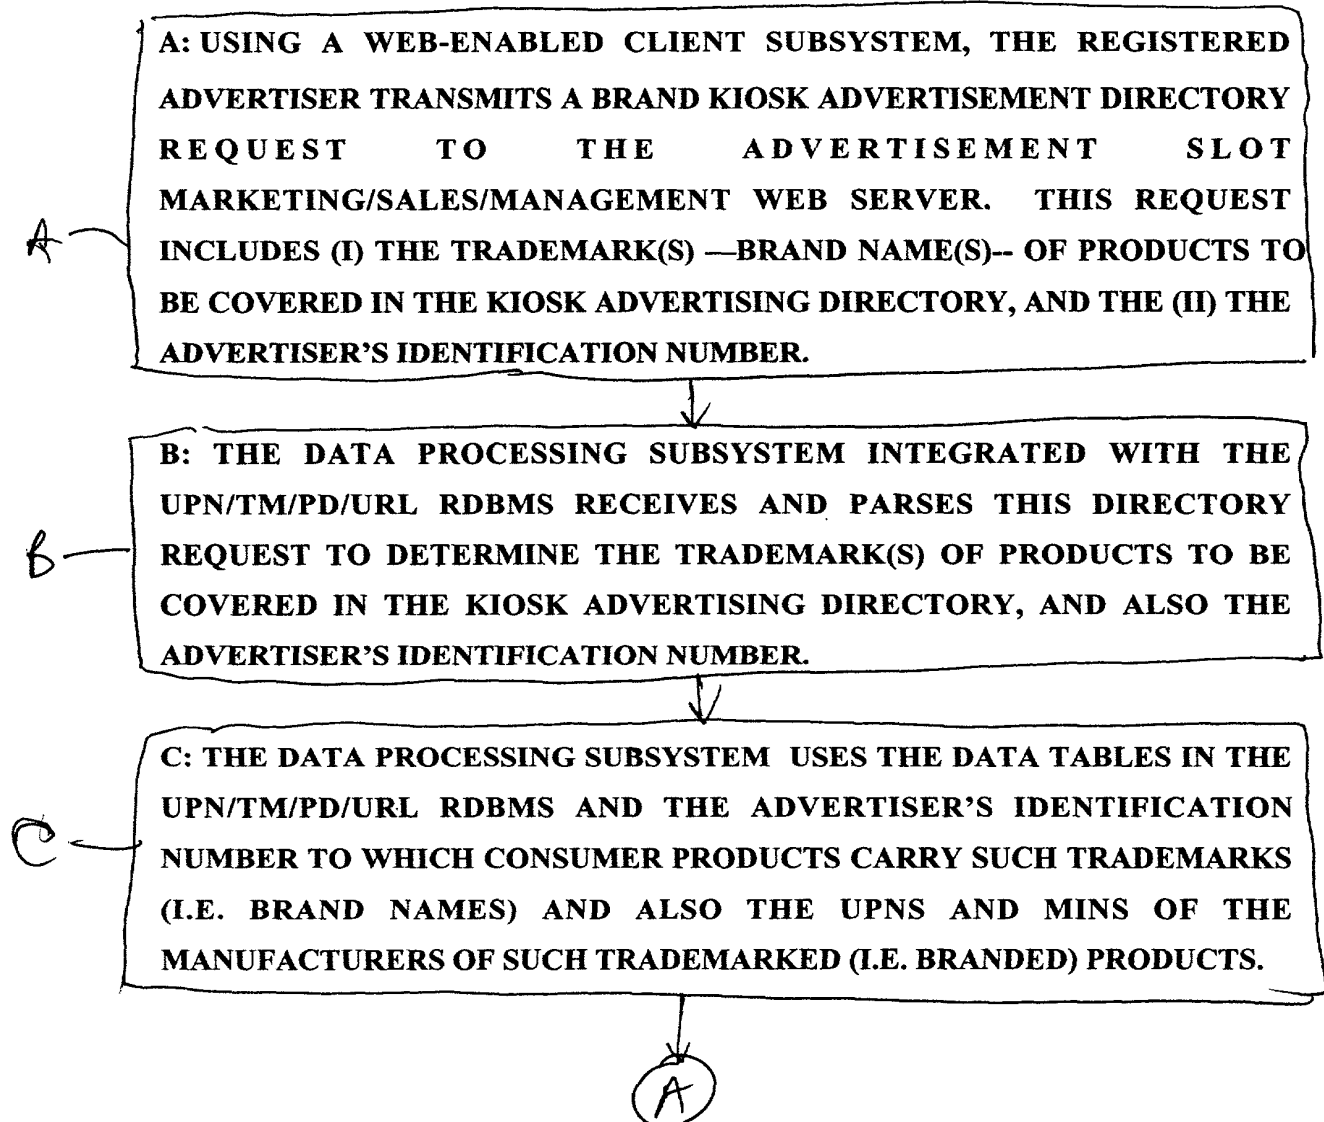 A: USING A WEB-ENABLED CLIENT SUBSYSTEM, THE REGISTERED
ADVERTISER TRANSMITS A BRAND KIOSK ADVERTISEMENT DIRECTORY
REQUEST TO THE ADVERTISEMENT SLOT
MARKETING/SALES/MANAGEMENT WEB SERVER. THIS REQUEST
A
INCLUDES (I) THE TRADEMARK(S) —BRAND NAME(S)-- OF PRODUCTS TO
BE COVERED IN THE KIOSK ADVERTISING DIRECTORY, AND THE (II) THE
ADVERTISER'S IDENTIFICATION NUMBER.
B: THE DATA PROCESSING SUBSYSTEM INTEGRATED WITH THE
UPN/TM/PD/URL RDBMS RECEIVES AND PARSES THIS DIRECTORY
B
REQUEST TO DETERMINE THE TRADEMARK(S) OF PRODUCTS TO BE
COVERED IN THE KIOSK ADVERTISING DIRECTORY, AND ALSO THE
ADVERTISER'S IDENTIFICATION NUMBER.
C: THE DATA PROCESSING SUBSYSTEM USES THE DATA TABLES IN THE
UPN/TM/PD/URL RDBMS AND THE ADVERTISER'S IDENTIFICATION
C
NUMBER TO WHICH CONSUMER PRODUCTS CARRY SUCH TRADEMARKS
(I.E. BRAND NAMES) AND ALSO THE UPNS AND MINS OF THE
MANUFACTURERS OF SUCH TRADEMARKED (I.E. BRANDED) PRODUCTS.
A